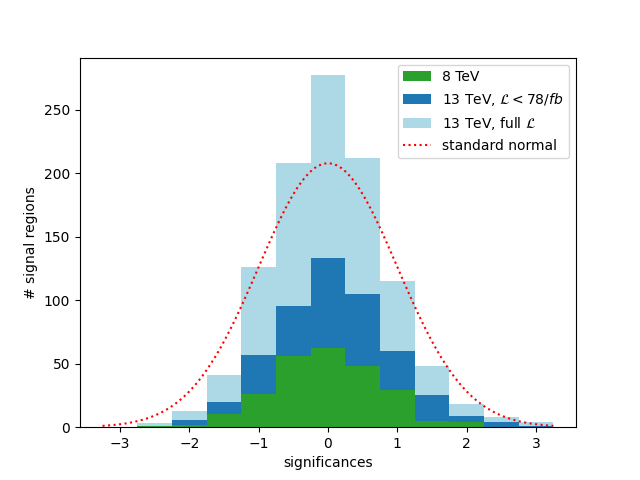 8 TeV
13 TeV, ℒ < 78/fb
13 TeV, full ℒ
standard normal
# signal regions
250
200
150
100
50
0
−3 −2 −1 0 1 2 3
significances